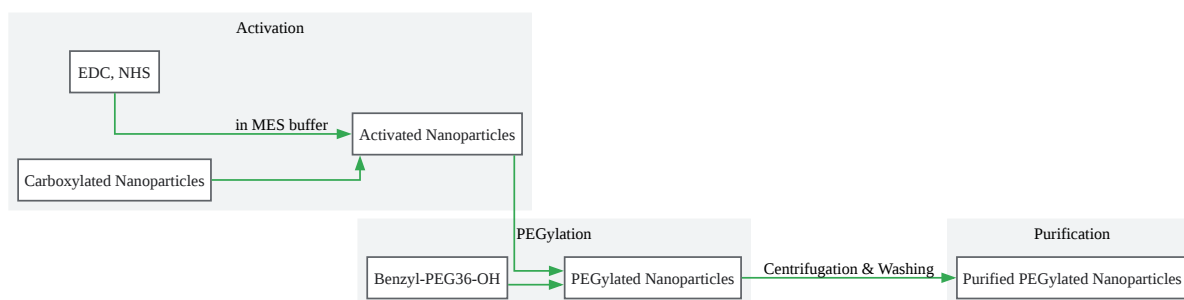 Activation
EDC, NHS
in MES buffer
Activated Nanoparticles
Carboxylated Nanoparticles
PEGylation
Benzyl-PEG36-OH
PEGylated Nanoparticles
Centrifugation & Washing
Purification
Purified PEGylated Nanoparticles